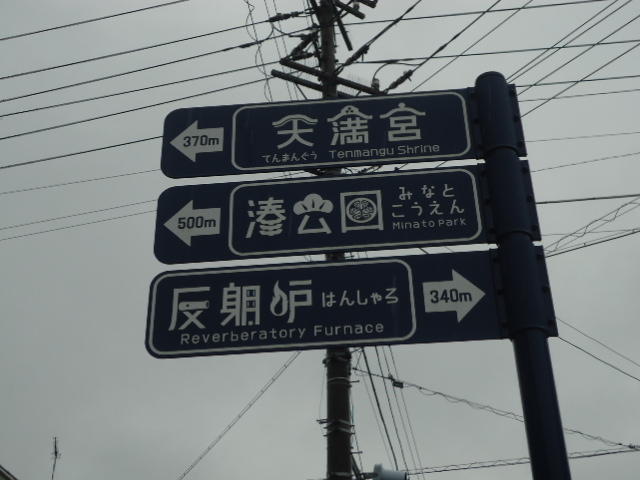 370m
天満宮
てんまんぐう Tenmangu Shrine
500m
湊公園
みなと
こうえん
Minato Park
反射炉 はんしゃろ
Reverberatory Furnace
340m